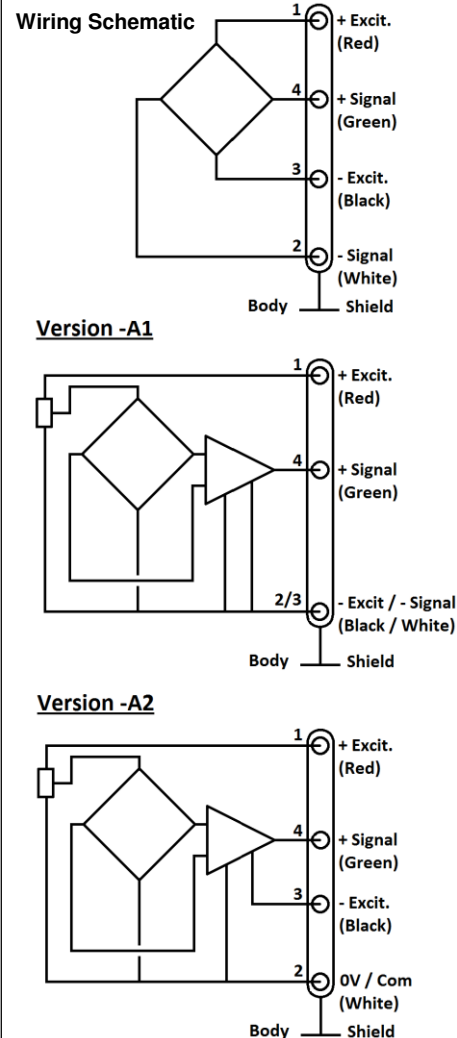 Wiring Schematic
1
+ Excit.
(Red)
4
+ Signal
(Green)
3
- Excit.
(Black)
2
- Signal
(White)
Body
Shield
Version -A1
1
+ Excit.
(Red)
4
+ Signal
(Green)
2/3
- Excit / - Signal
(Black / White)
Body
Shield
Version -A2
1
+ Excit.
(Red)
4
+ Signal
(Green)
3
- Excit.
(Black)
2
0V / Com
(White)
Body
Shield